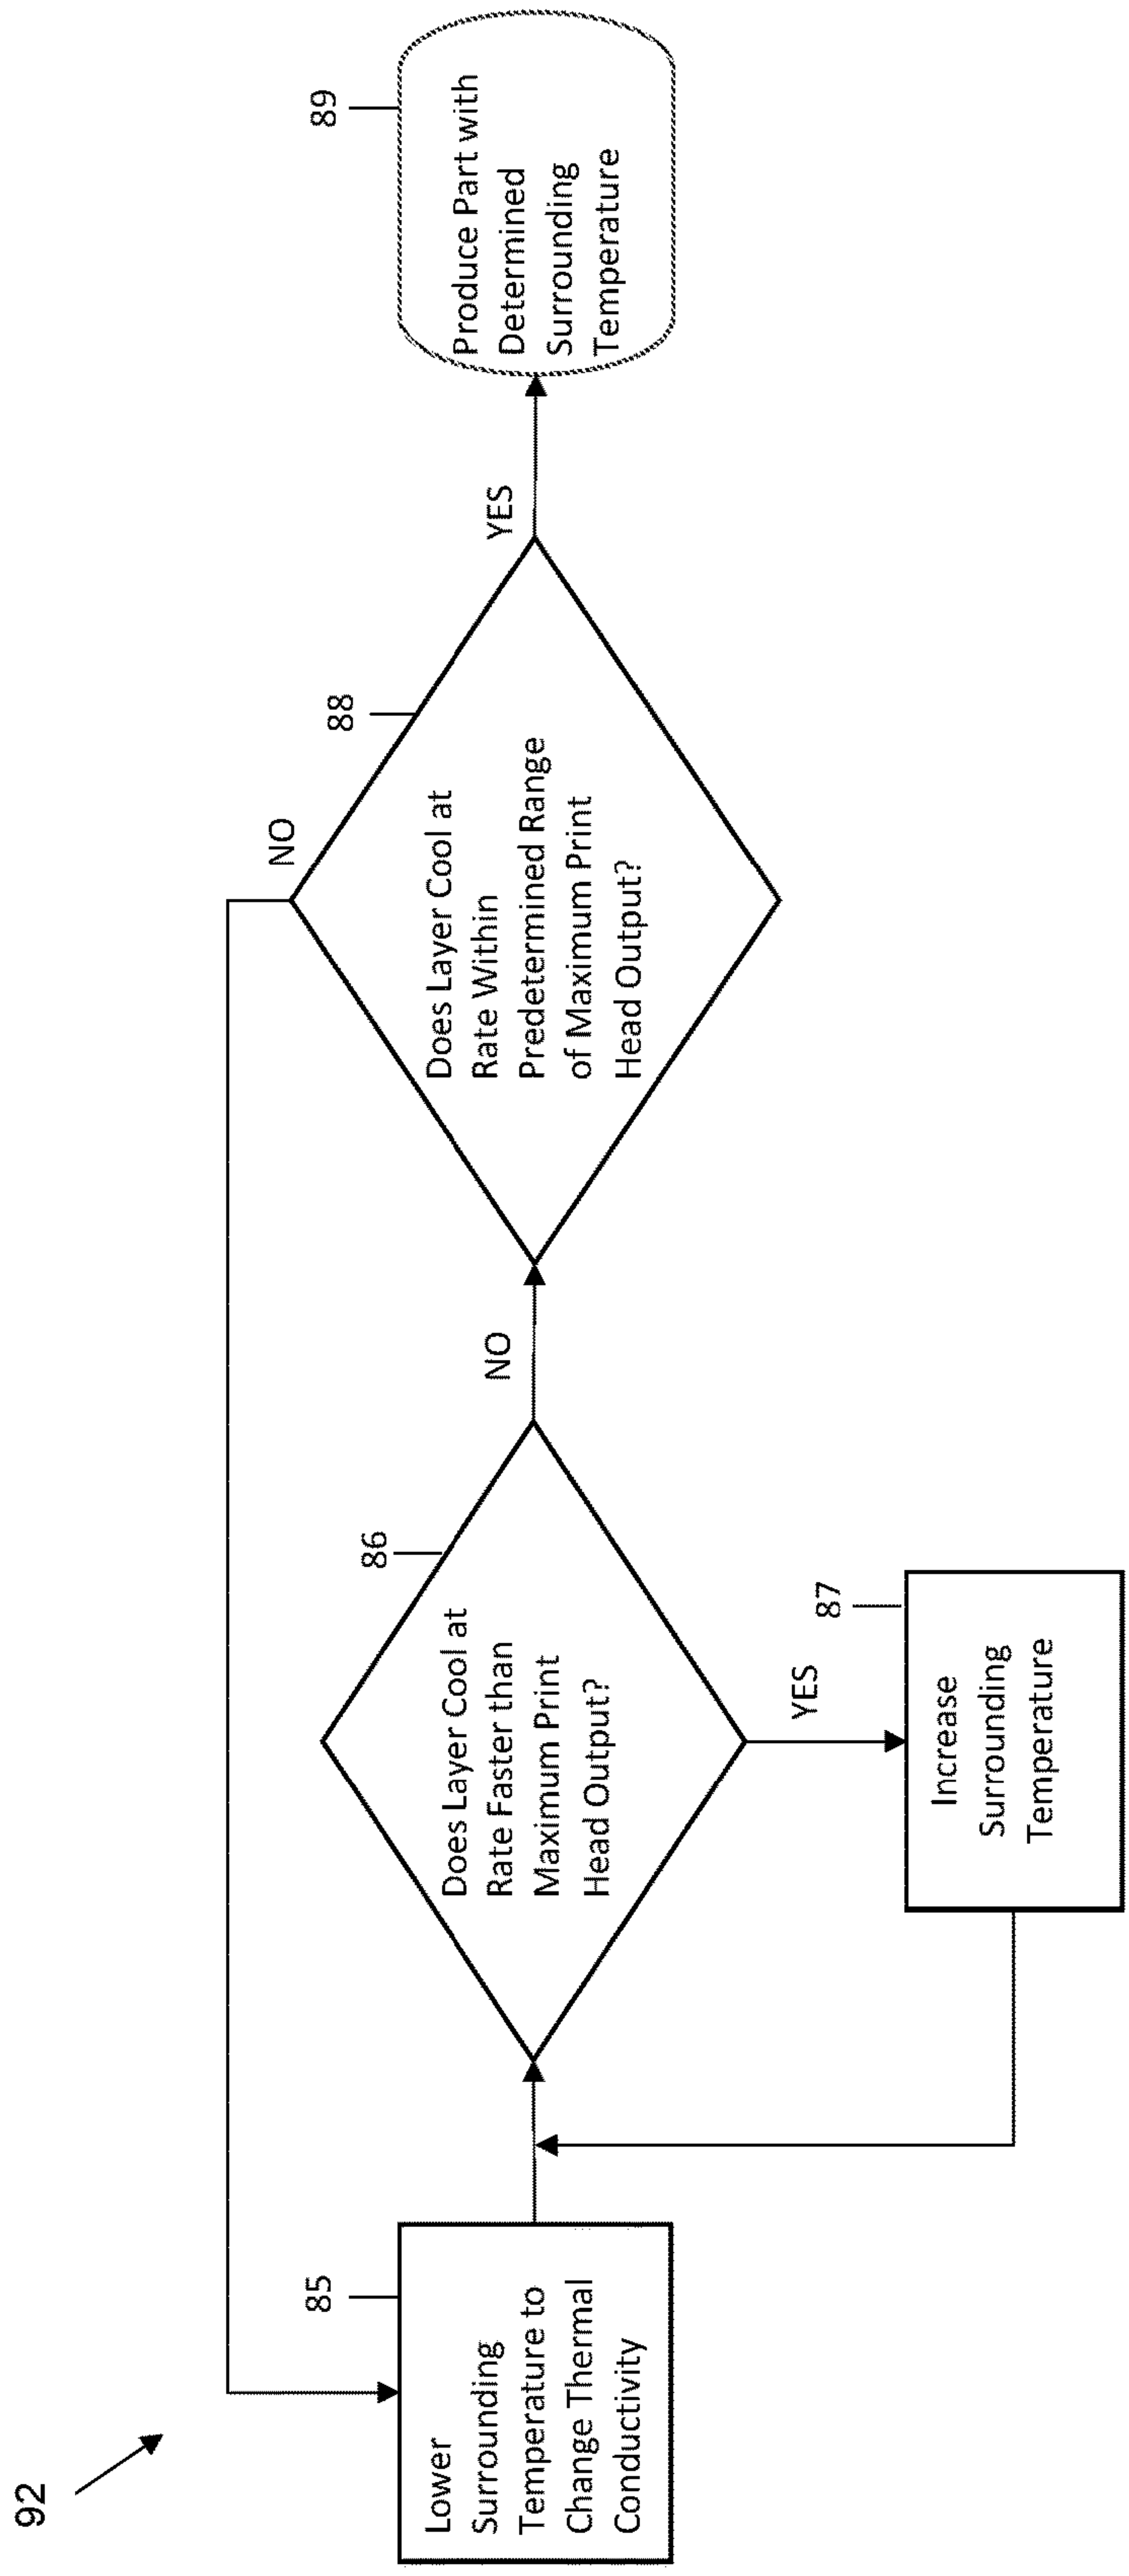 92
85
Lower
Surrounding
Temperature to
Change Thermal
Conductivity
86
Does Layer Cool at
Rate Faster than
Maximum Print
Head Output?
YES
87
Increase
Surrounding
Temperature
NO
88
Does Layer Cool at
Rate Within
Predetermined Range
of Maximum Print
Head Output?
NO
YES
89
Produce Part with
Determined
Surrounding
Temperature